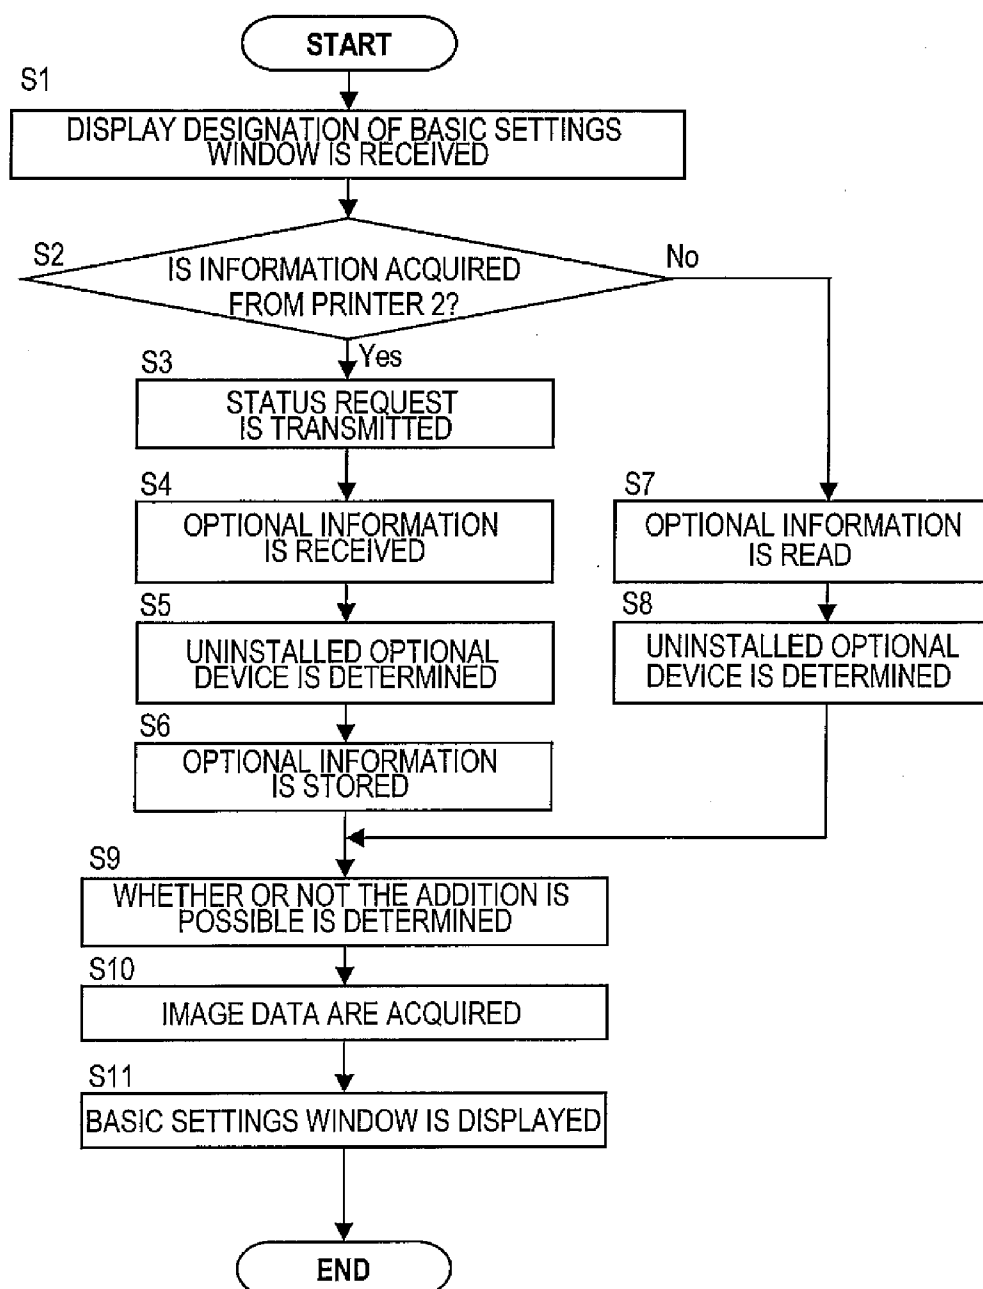 START
S1
DISPLAY DESIGNATION OF BASIC SETTINGS
WINDOW IS RECEIVED
S2
IS INFORMATION ACQUIRED
FROM PRINTER 2?
No
Yes
S3
STATUS REQUEST
IS TRANSMITTED
S4
OPTIONAL INFORMATION
IS RECEIVED
S7
OPTIONAL INFORMATION
IS READ
S5
UNINSTALLED OPTIONAL
DEVICE IS DETERMINED
S8
UNINSTALLED OPTIONAL
DEVICE IS DETERMINED
S6
OPTIONAL INFORMATION
IS STORED
S9
WHETHER OR NOT THE ADDITION IS
POSSIBLE IS DETERMINED
S10
IMAGE DATA ARE ACQUIRED
S11
BASIC SETTINGS WINDOW IS DISPLAYED
END